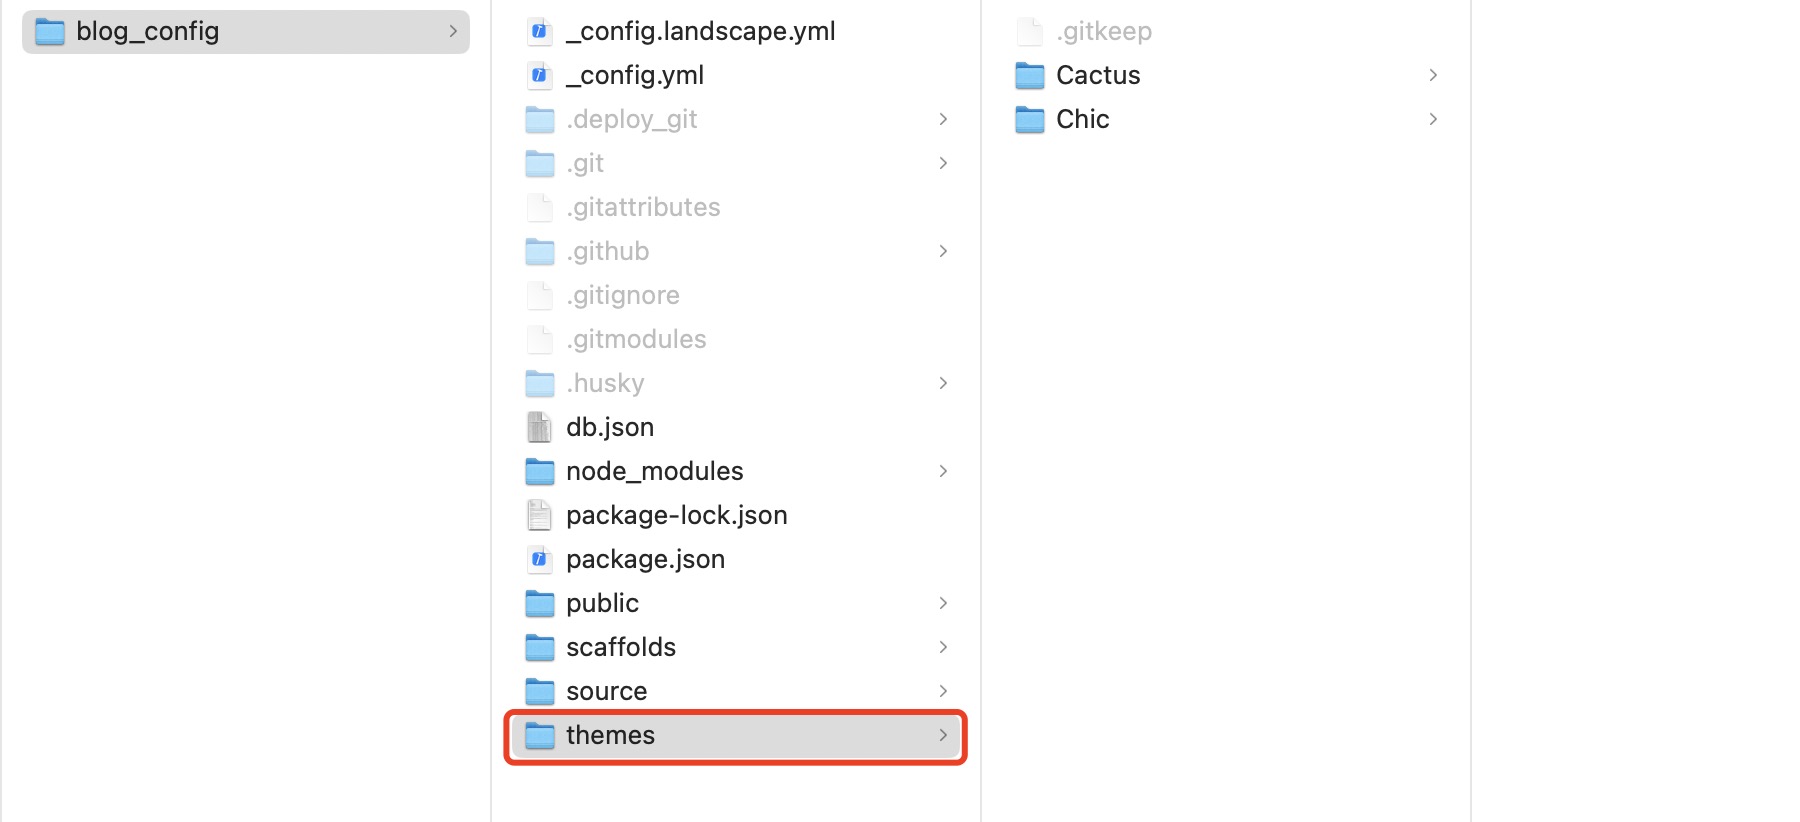 blog_config
_config.landscape.yml
_config.yml
.deploy_git
.git
.gitattributes
.github
.gitignore
.gitmodules
.husky
db.json
node_modules
package-lock.json
package.json
public
scaffolds
source
themes
.gitkeep
Cactus
Chic